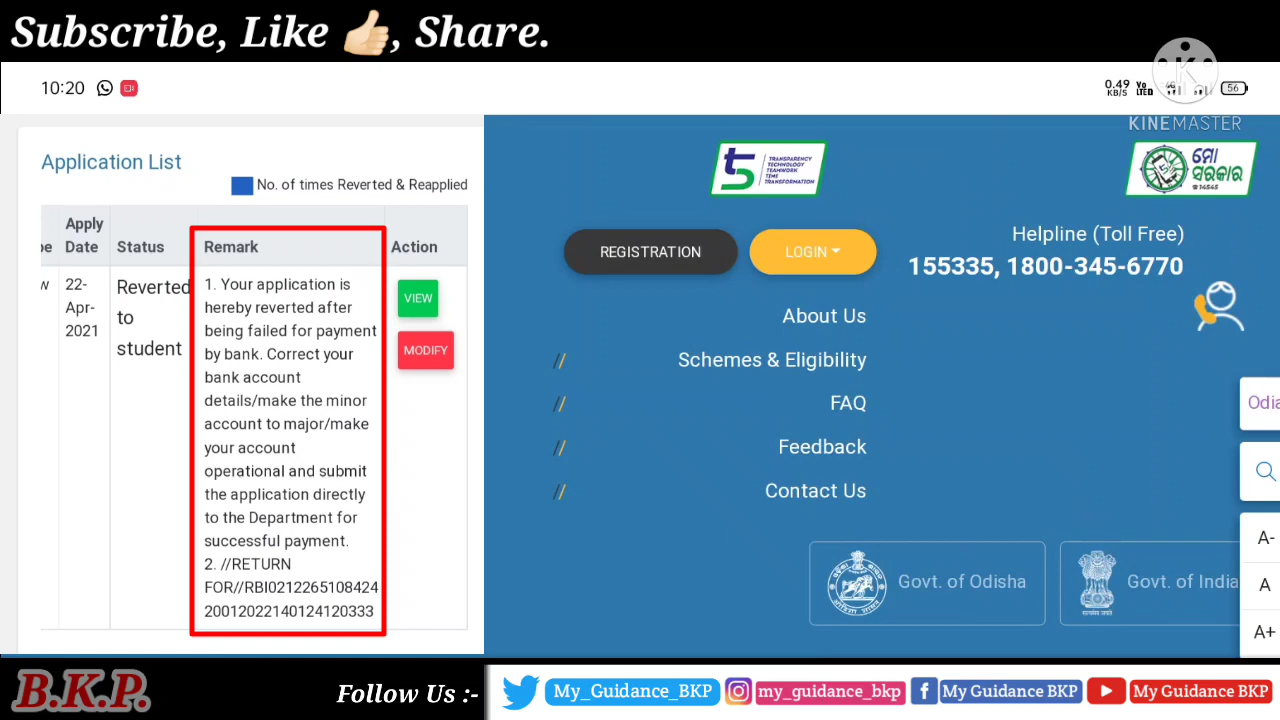 Subscribe, Like 👍🏻, Share.
10:20
0.49 KB/S
Vo LTE
4G
56
K
KINEMASTER
Application List
No. of times Reverted & Reapplied
Apply Date
Status
Remark
Action
w
22-
Apr-
2021
Reverted
to
student
1. Your application is
hereby reverted after
being failed for payment
by bank. Correct your
bank account
details/make the minor
account to major/make
your account
operational and submit
the application directly
to the Department for
successful payment.
2. //RETURN
FOR//RBI0212265108424
20012022140124120333
VIEW
MODIFY
5
TRANSPARENCY
TECHNOLOGY
TEAMWORK
TIME
TRANSFORMATION
ମୋ
ସରକାର
☎14545
REGISTRATION
LOGIN
Helpline (Toll Free)
155335, 1800-345-6770
About Us
// Schemes & Eligibility
// FAQ
// Feedback
// Contact Us
Odia
A-
A
A+
Govt. of Odisha
Govt. of India
B.K.P.
Follow Us :-
My_Guidance_BKP
my_guidance_bkp
My Guidance BKP
My Guidance BKP